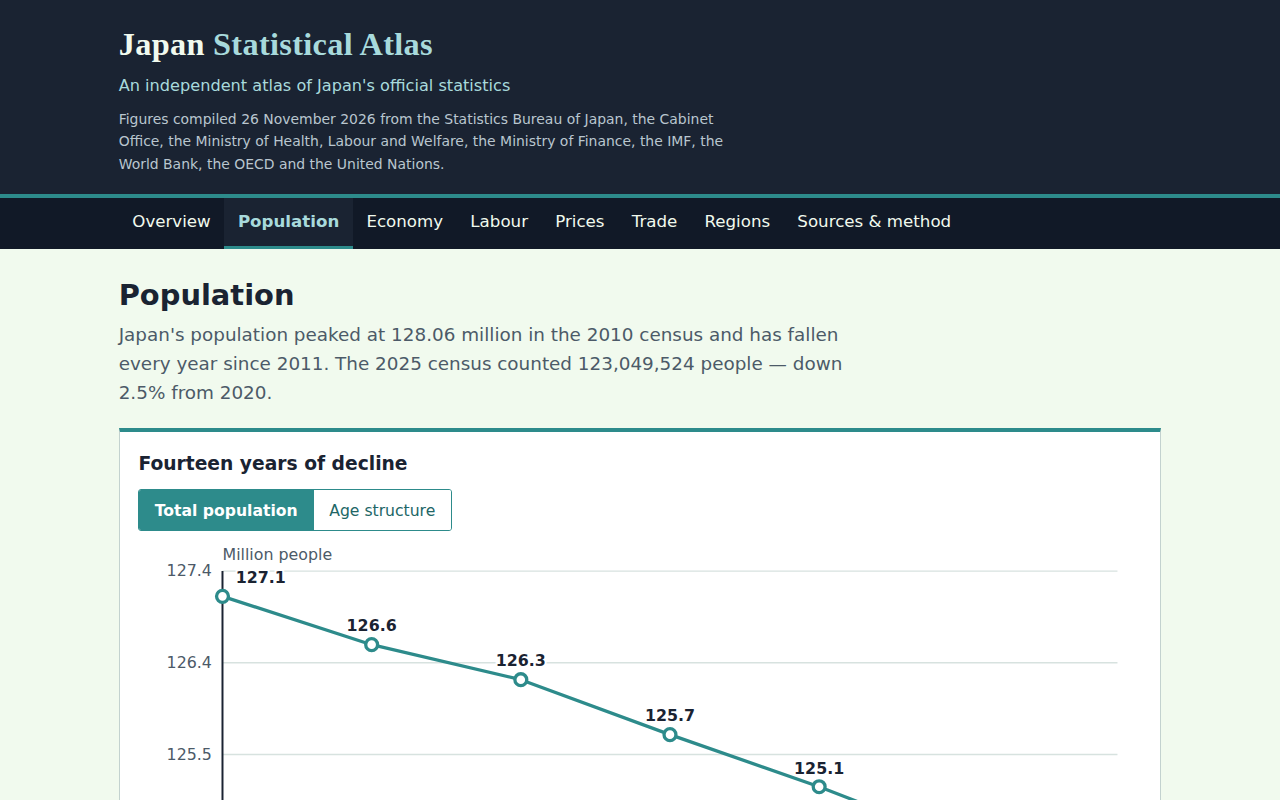 Japan Statistical Atlas
An independent atlas of Japan's official statistics
Figures compiled 26 November 2026 from the Statistics Bureau of Japan, the Cabinet
Office, the Ministry of Health, Labour and Welfare, the Ministry of Finance, the IMF, the
World Bank, the OECD and the United Nations.
Overview Population Economy Labour Prices Trade Regions Sources & method
Population
Japan's population peaked at 128.06 million in the 2010 census and has fallen
every year since 2011. The 2025 census counted 123,049,524 people — down
2.5% from 2020.
Fourteen years of decline
Total population Age structure
Million people
127.4
127.1
126.6
126.4
126.3
125.7
125.5
125.1